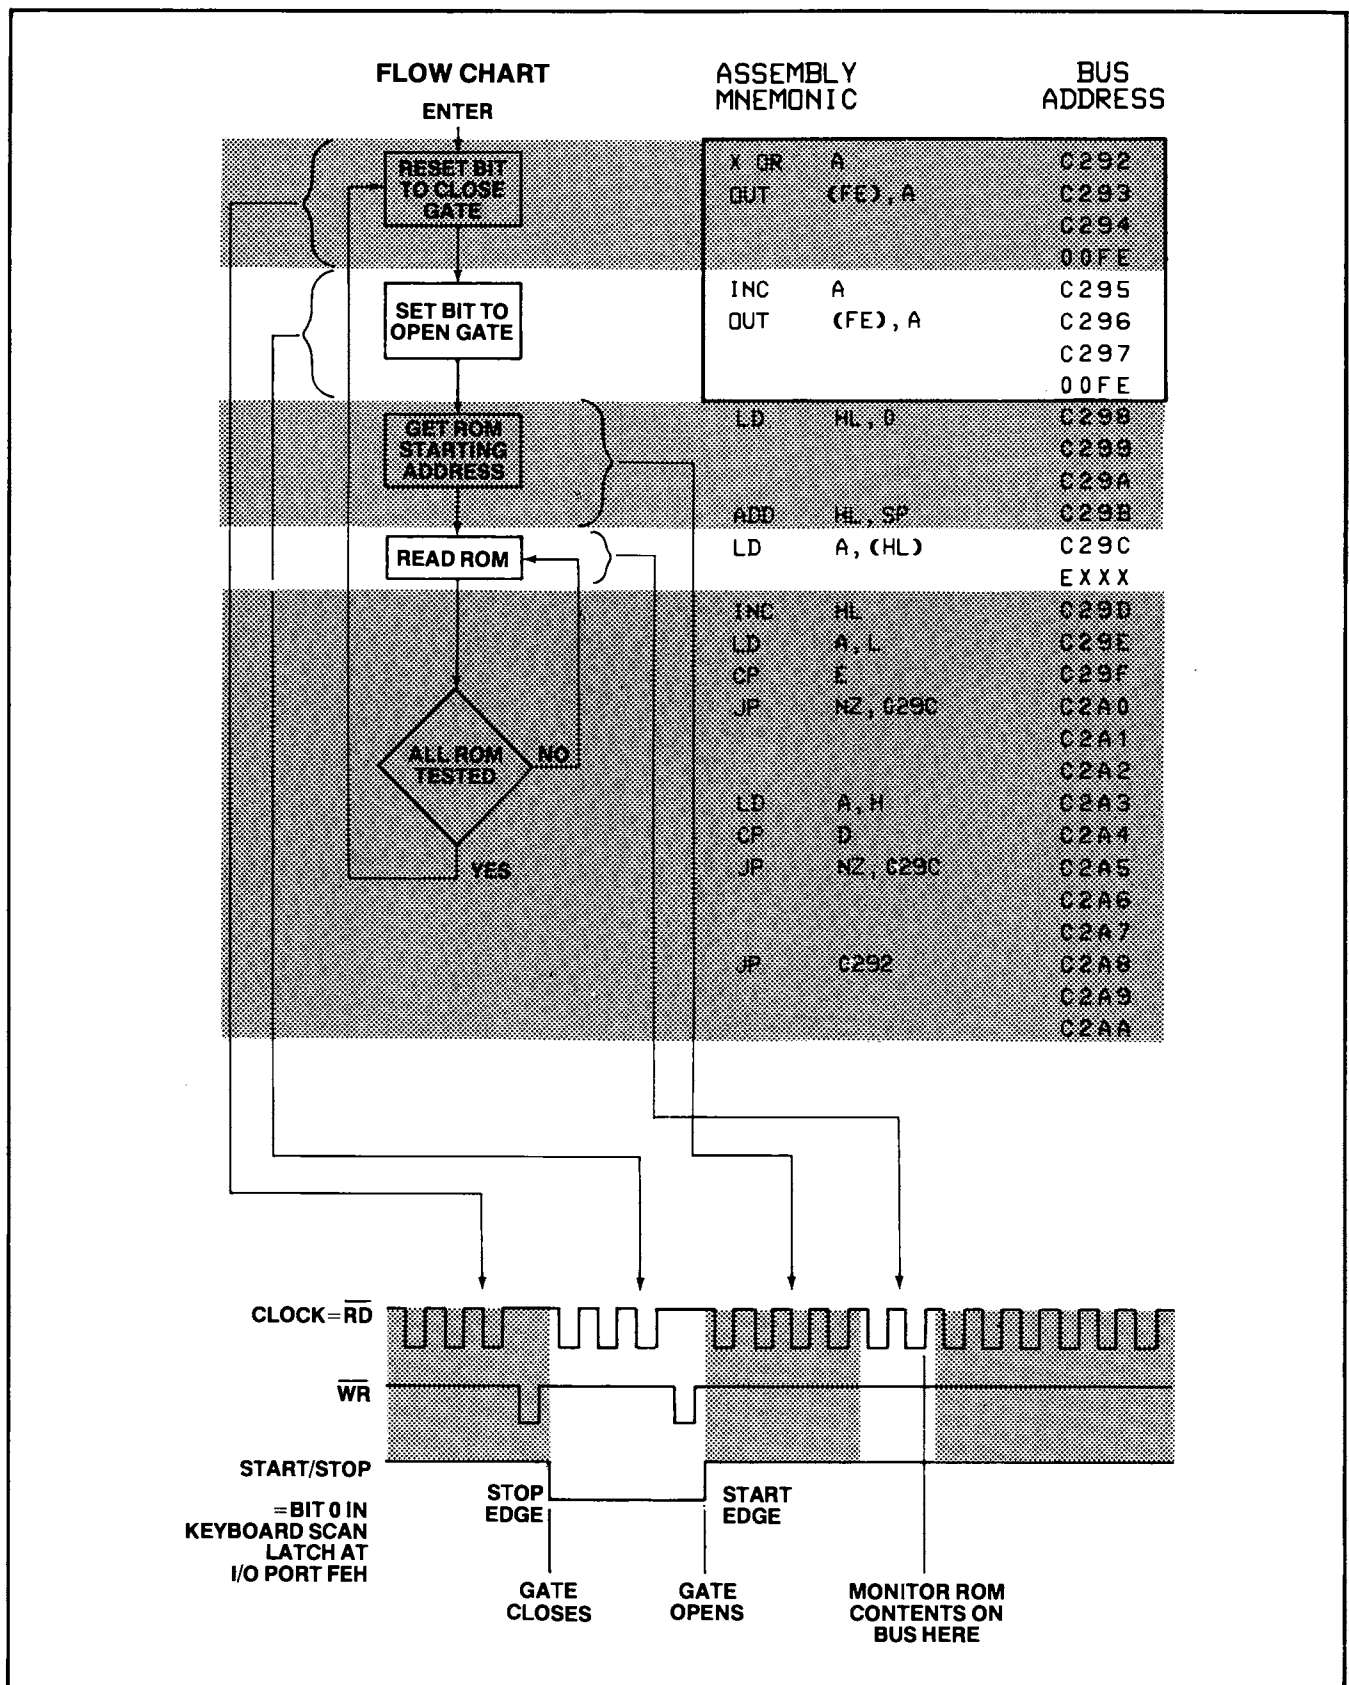 FLOW CHART
ENTER
RESET BIT
TO CLOSE
GATE
SET BIT TO
OPEN GATE
GET ROM
STARTING
ADDRESS
READ ROM
ALL ROM
TESTED
NO
YES
ASSEMBLY MNEMONIC BUS ADDRESS
X OR A C292
OUT (FE), A C293
C294
00FE
INC A C295
OUT (FE), A C296
C297
00FE
LD HL, 0 C298
C299
C29A
ADD HL, SP C29B
LD A, (HL) C29C
EXXX
INC HL C29D
LD A, L C29E
CP E C29F
JP NZ, C29C C2A0
C2A1
C2A2
LD A, H C2A3
CP D C2A4
JP NZ, C29C C2A5
C2A6
C2A7
JP C292 C2A8
C2A9
C2AA
CLOCK=RD
WR
START/STOP
=BIT 0 IN
KEYBOARD SCAN
LATCH AT
I/O PORT FEH
STOP
EDGE
START
EDGE
GATE
CLOSES
GATE
OPENS
MONITOR ROM
CONTENTS ON
BUS HERE